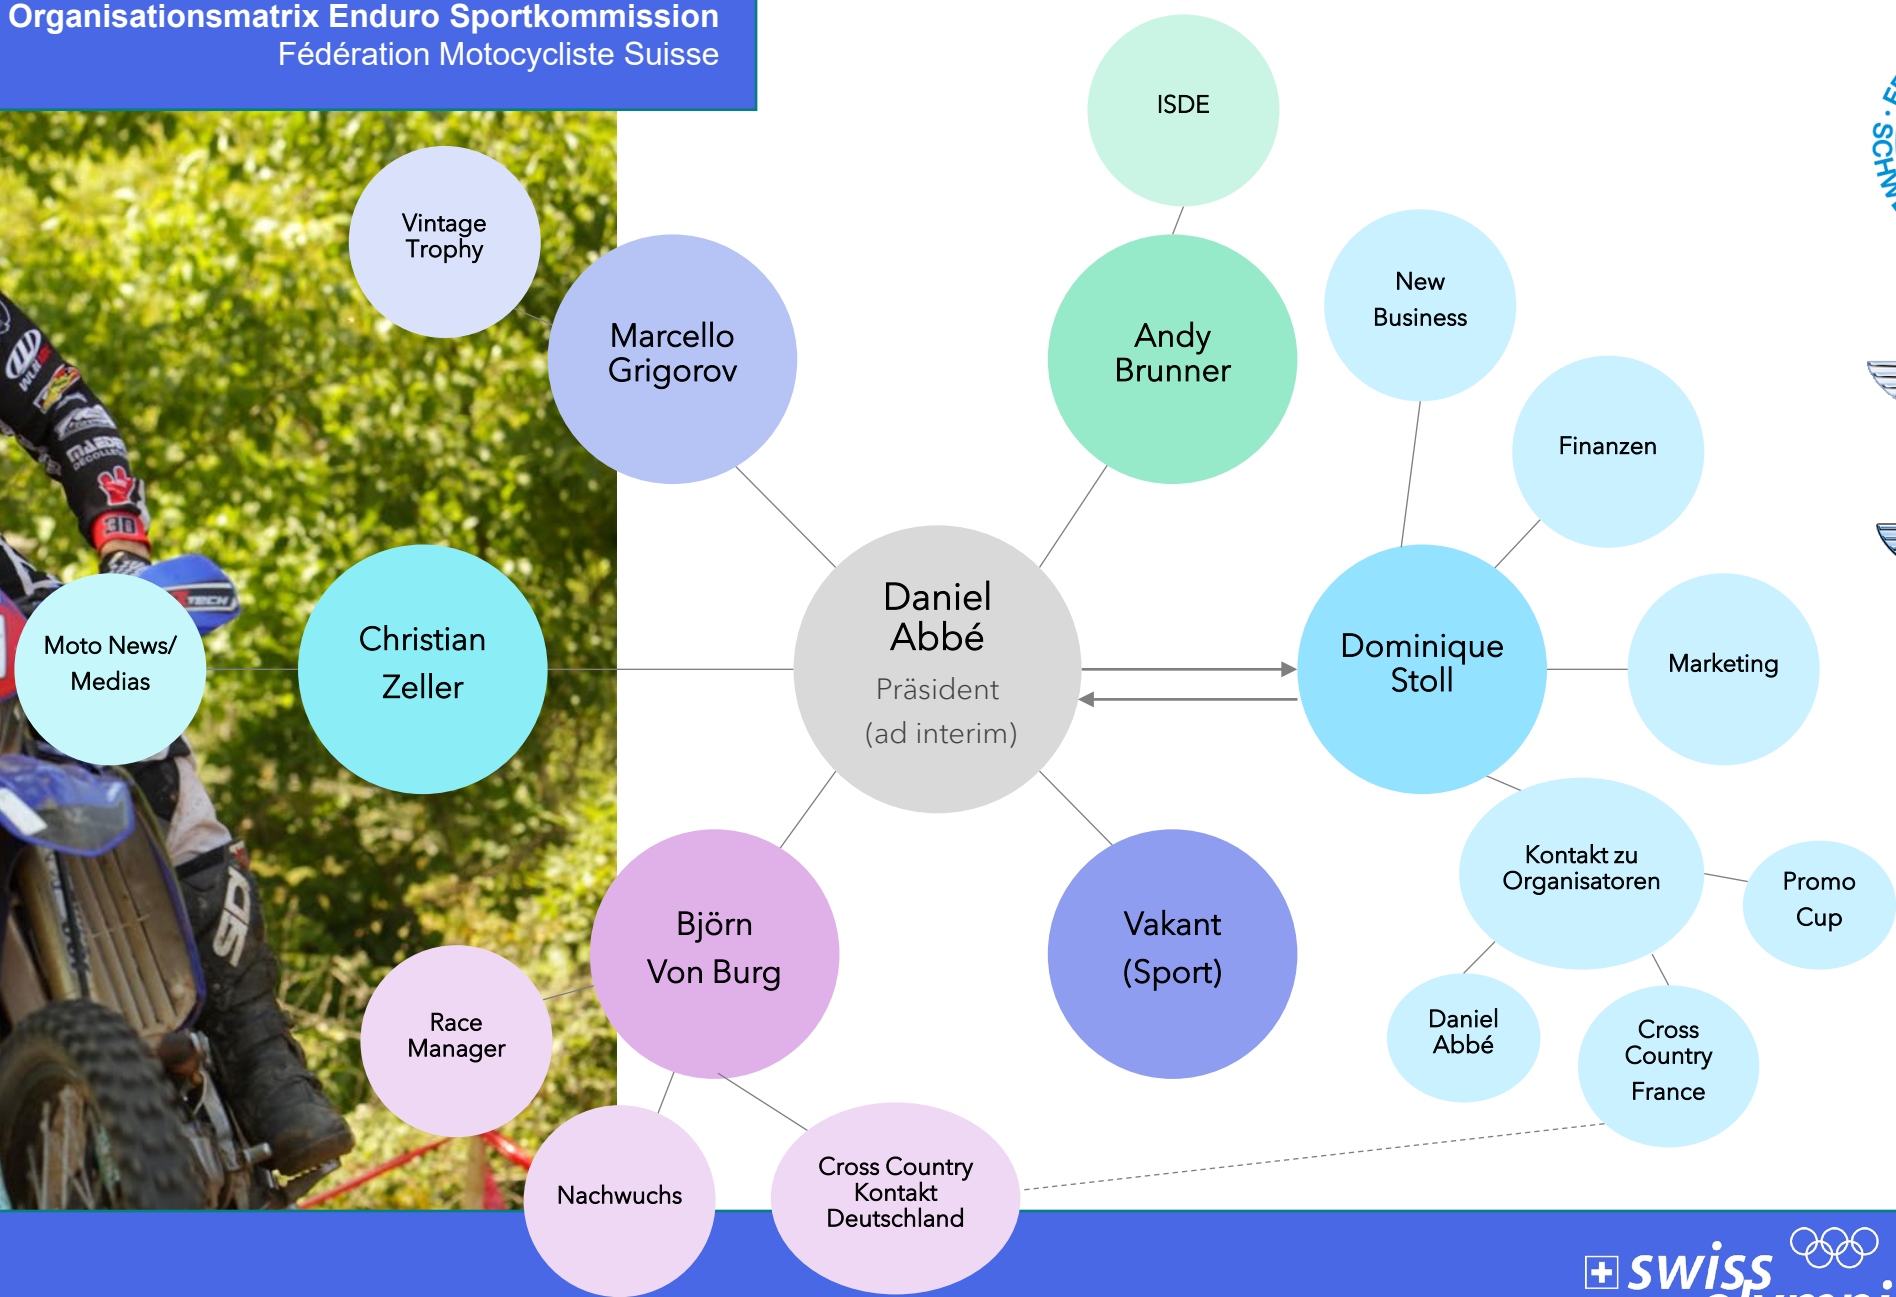 Organisationsmatrix Enduro Sportkommission
Fédération Motocycliste Suisse
ISDE
Vintage
Trophy
Marcello
Grigorov
Andy
Brunner
New
Business
Finanzen
Moto News/
Medias
Christian
Zeller
Daniel
Abbé
Präsident
(ad interim)
Dominique
Stoll
Marketing
Kontakt zu
Organisatoren
Promo
Cup
Björn
Von Burg
Vakant
(Sport)
Daniel
Abbé
Cross
Country
France
Race
Manager
Nachwuchs
Cross Country
Kontakt
Deutschland
30
TECH
swiss